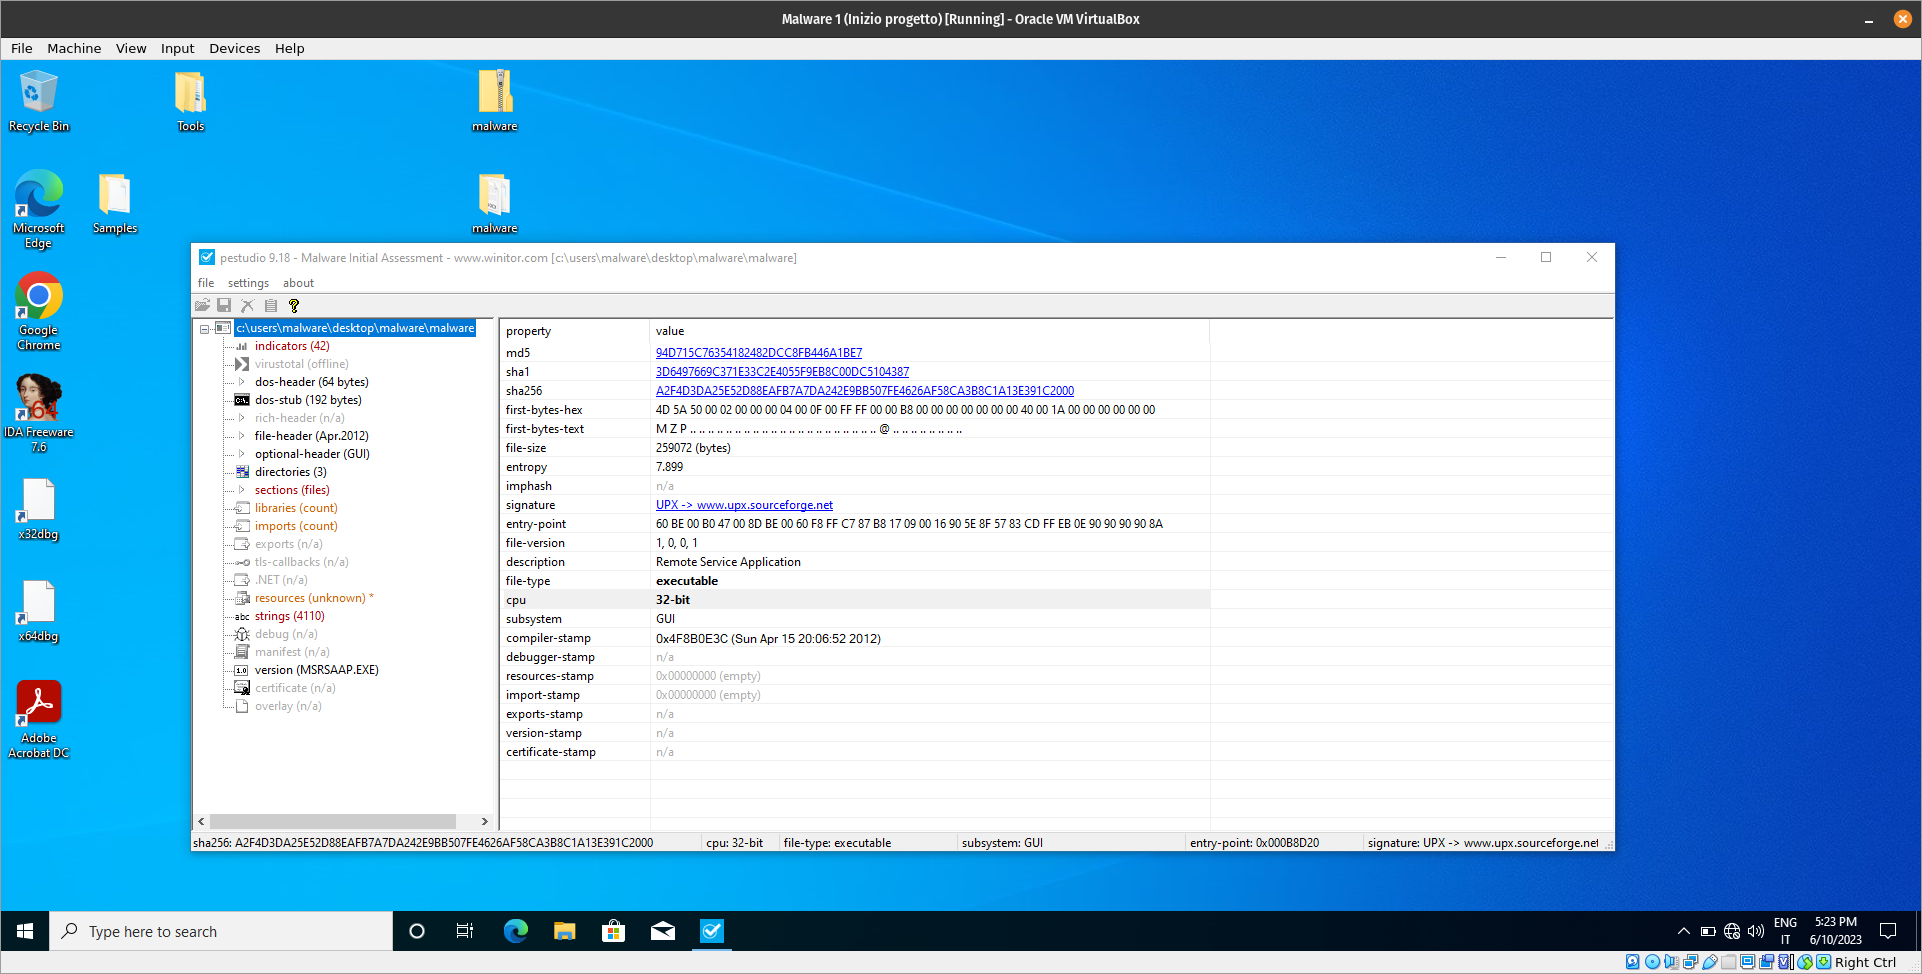 Malware 1 (Inizio progetto) [Running] - Oracle VM VirtualBox
File Machine View Input Devices Help
Recycle Bin
Tools
malware
Microsoft Edge
Samples
malware
Google Chrome
IDA Freeware 7.6
64
x32dbg
x64dbg
Adobe Acrobat DC
pestudio 9.18 - Malware Initial Assessment - www.winitor.com [c:\users\malware\desktop\malware\malware]
file settings about
c:\users\malware\desktop\malware\malware
indicators (42)
virustotal (offline)
dos-header (64 bytes)
dos-stub (192 bytes)
rich-header (n/a)
file-header (Apr.2012)
optional-header (GUI)
directories (3)
sections (files)
libraries (count)
imports (count)
exports (n/a)
tls-callbacks (n/a)
.NET (n/a)
resources (unknown) *
abc strings (4110)
debug (n/a)
manifest (n/a)
1.0 version (MSRSAAP.EXE)
certificate (n/a)
overlay (n/a)
property value
md5 94D715C76354182482DCC8FB446A1BE7
sha1 3D6497669C371E33C2E4055F9EB8C00DC5104387
sha256 A2F4D3DA25E52D88EAFB7A7DA242E9BB507FE4626AF58CA3B8C1A13E391C2000
first-bytes-hex 4D 5A 50 00 02 00 00 00 04 00 0F 00 FF FF 00 00 B8 00 00 00 00 00 00 00 40 00 1A 00 00 00 00 00 00
first-bytes-text M Z P .. .. .. .. .. .. .. .. .. .. .. .. .. .. .. .. .. .. .. .. .. @ .. .. .. .. .. .. .. ..
file-size 259072 (bytes)
entropy 7.899
imphash n/a
signature UPX -> www.upx.sourceforge.net
entry-point 60 BE 00 B0 47 00 8D BE 00 60 F8 FF C7 87 B8 17 09 00 16 90 5E 8F 57 83 CD FF EB 0E 90 90 90 90 8A
file-version 1, 0, 0, 1
description Remote Service Application
file-type executable
cpu 32-bit
subsystem GUI
compiler-stamp 0x4F8B0E3C (Sun Apr 15 20:06:52 2012)
debugger-stamp n/a
resources-stamp 0x00000000 (empty)
import-stamp 0x00000000 (empty)
exports-stamp n/a
version-stamp n/a
certificate-stamp n/a
sha256: A2F4D3DA25E52D88EAFB7A7DA242E9BB507FE4626AF58CA3B8C1A13E391C2000 cpu: 32-bit file-type: executable subsystem: GUI entry-point: 0x000B8D20 signature: UPX -> www.upx.sourceforge.net
Type here to search
ENG
IT
5:23 PM
6/10/2023
Right Ctrl